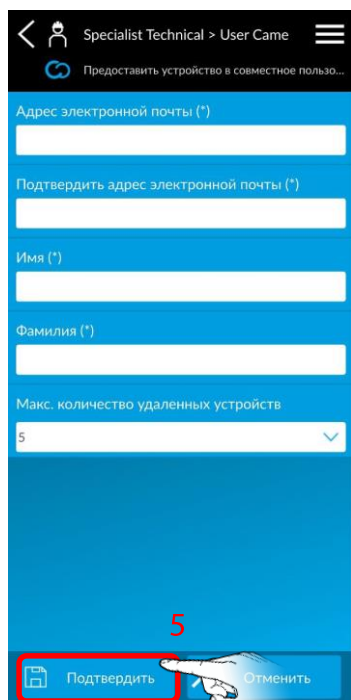 Specialist Technical > User Came
Предоставить устройство в совместное пользо...
Адрес электронной почты (*)
Подтвердить адрес электронной почты (*)
Имя (*)
Фамилия (*)
Макс. количество удаленных устройств
5
5
Подтвердить
Отменить